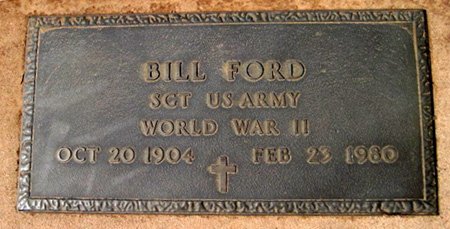 BILL FORD
SGT US ARMY
WORLD WAR II
OCT 20 1904 FEB 23 1980